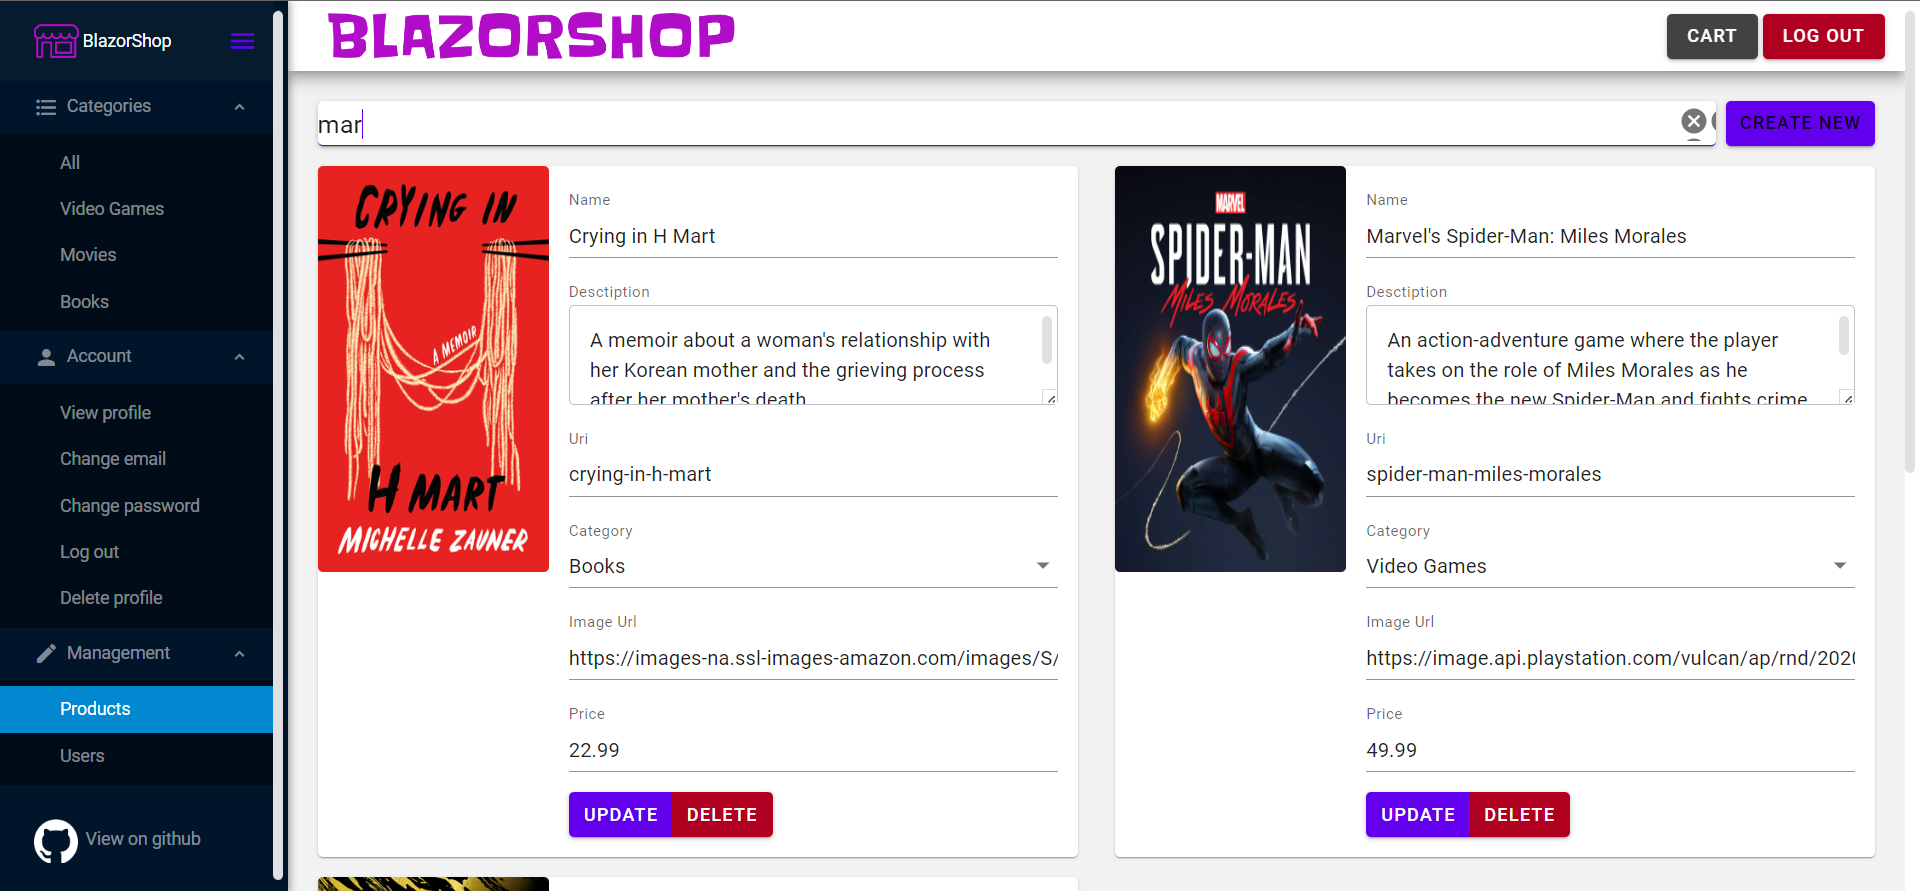 BlazorShop
BLAZORSHOP
CART
LOG OUT
Categories
All
Video Games
Movies
Books
Account
View profile
Change email
Change password
Log out
Delete profile
Management
Products
Users
View on github
mar
CREATE NEW
CRYING IN
A MEMOIR
H MART
MICHELLE ZAUNER
Name
Crying in H Mart
Desctiption
A memoir about a woman's relationship with
her Korean mother and the grieving process
after her mother's death
Uri
crying-in-h-mart
Category
Books
Image Url
https://images-na.ssl-images-amazon.com/images/S/
Price
22.99
UPDATE
DELETE
MARVEL
SPIDER-MAN
MILES MORALES
Name
Marvel's Spider-Man: Miles Morales
Desctiption
An action-adventure game where the player
takes on the role of Miles Morales as he
becomes the new Spider-Man and fights crime
Uri
spider-man-miles-morales
Category
Video Games
Image Url
https://image.api.playstation.com/vulcan/ap/rnd/202
Price
49.99
UPDATE
DELETE